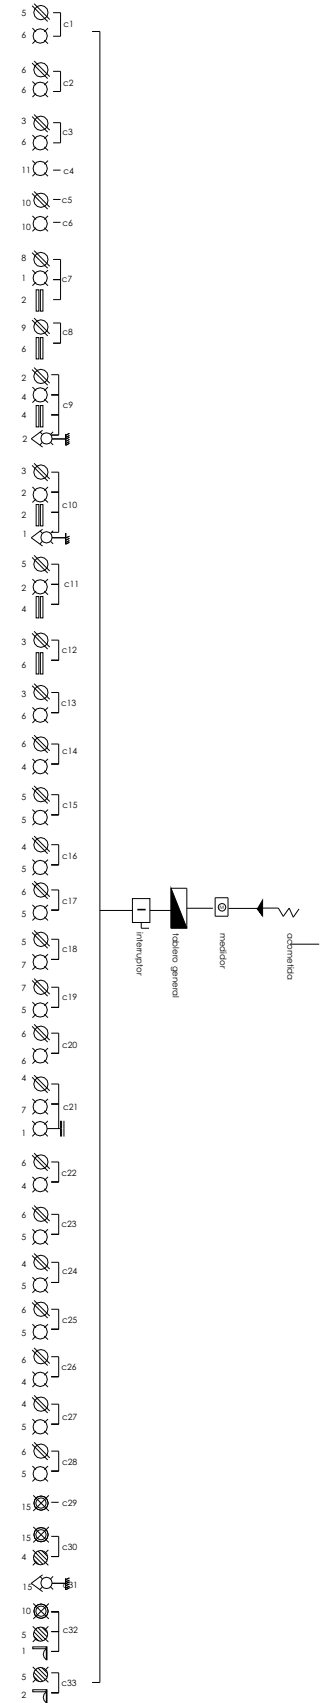 5 c1
6
6 c2
6
3 c3
6
11 c4
10 c5
10 c6
8
1 c7
2
9 c8
6
2
4 c9
4
2
3
2 c10
2
1
5
2 c11
4
3 c12
6
3 c13
6
6 c14
4
5 c15
5
4 c16
5
6 c17
5
5 c18
7
7 c19
5
6 c20
6
4
7 c21
1
6 c22
4
6 c23
5
4 c24
5
6 c25
5
6 c26
4
4 c27
5
6 c28
5
15 c29
15 c30
4
15 c31
10
5 c32
1
5 c33
2
interruptor
tablero general
medidor
acometida